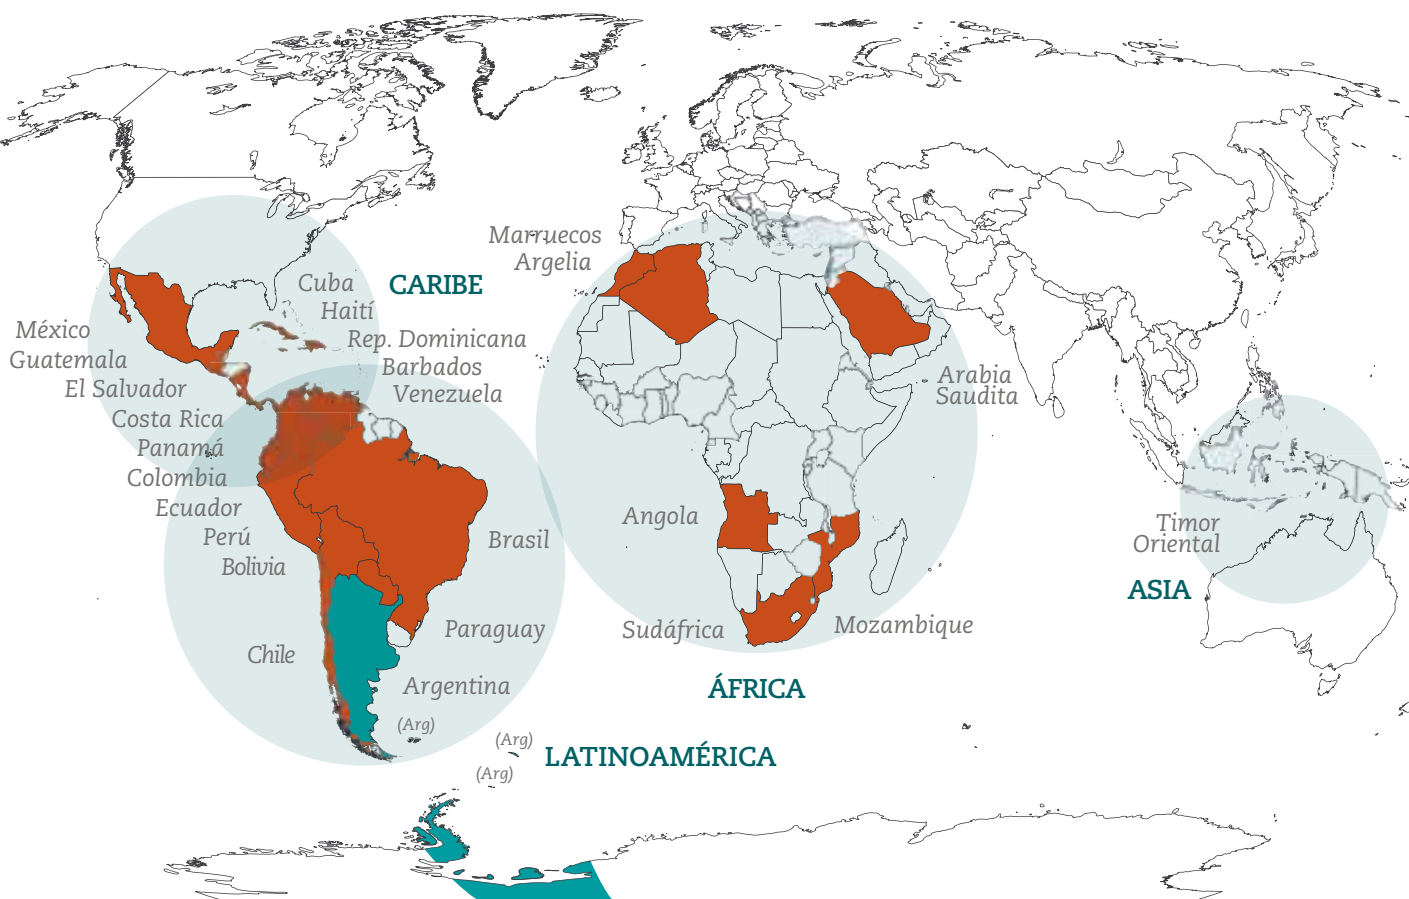 Marruecos
Argelia
Cuba
CARIBE
Haití
México
Rep. Dominicana
Guatemala
Barbados
El Salvador
Venezuela
Arabia
Saudita
Costa Rica
Panamá
Colombia
Ecuador
Angola
Timor
Oriental
Perú
Brasil
Bolivia
ASIA
Paraguay
Sudáfrica
Mozambique
Chile
Argentina
ÁFRICA
(Arg)
(Arg)
LATINOAMÉRICA
(Arg)